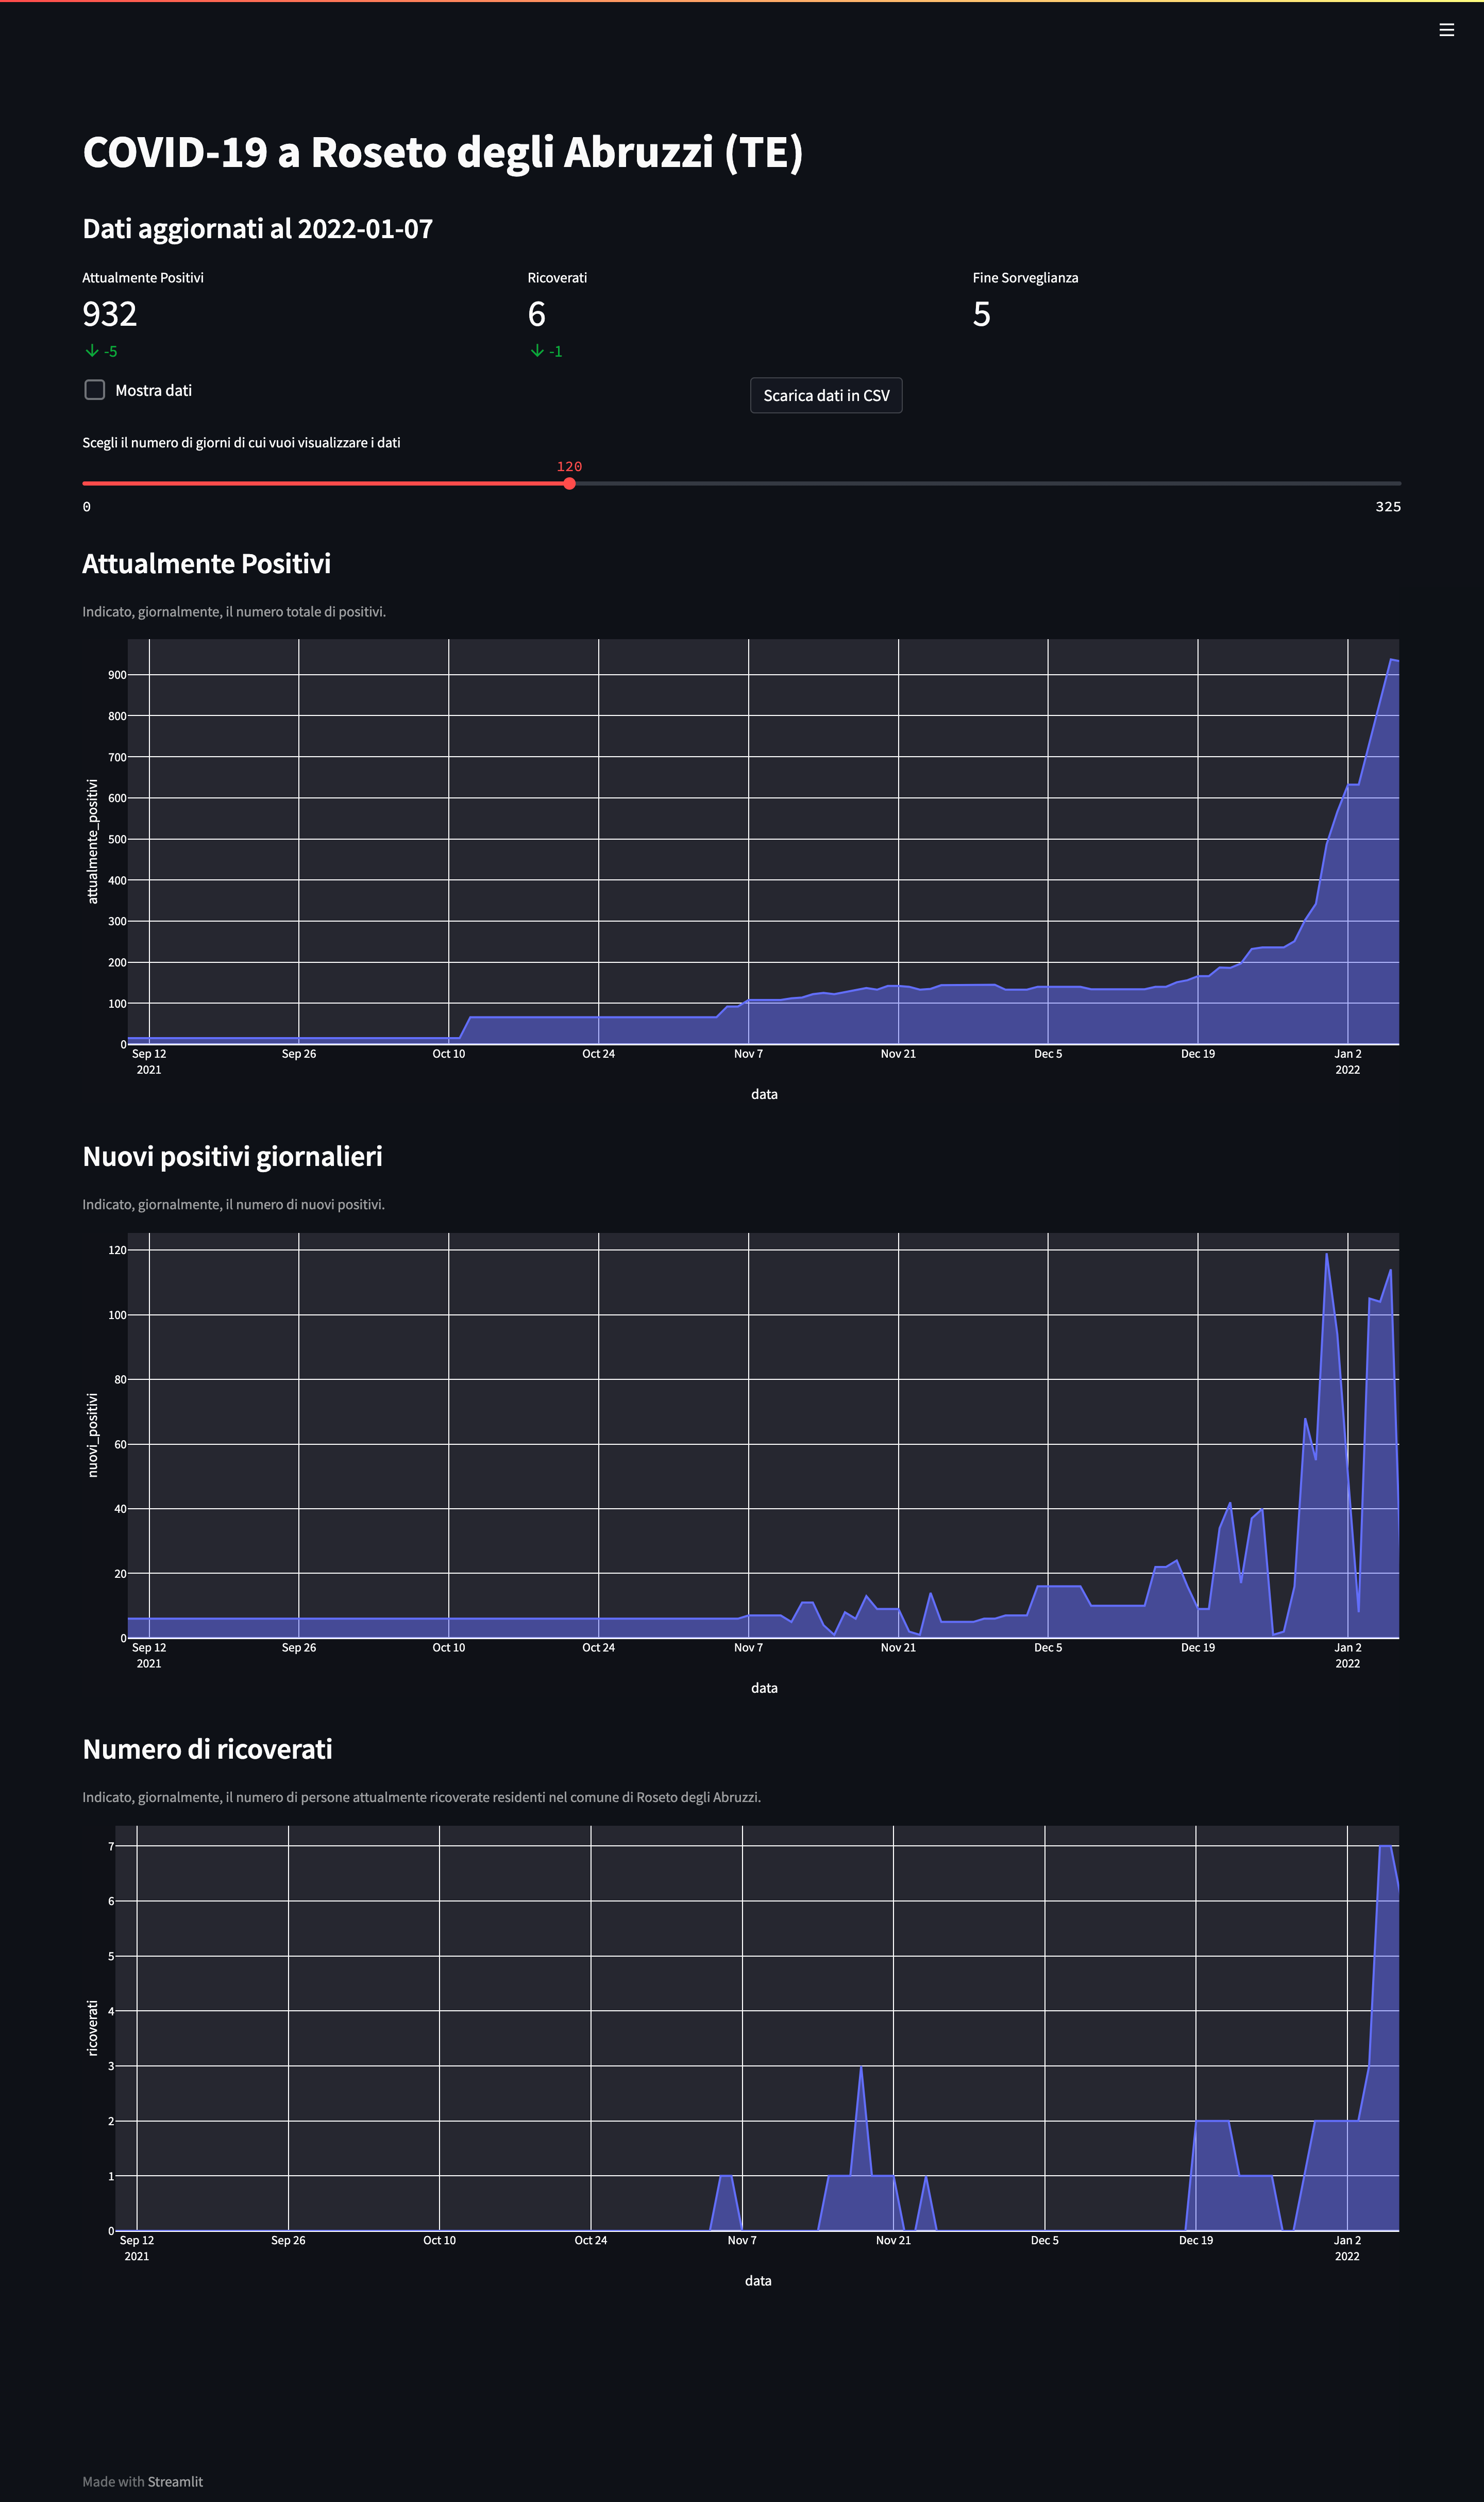 COVID-19 a Roseto degli Abruzzi (TE)
Dati aggiornati al 2022-01-07
Attualmente Positivi
932
-5
Ricoverati
6
-1
Fine Sorveglianza
5
Mostra dati
Scarica dati in CSV
Scegli il numero di giorni di cui vuoi visualizzare i dati
120
0
325
Attualmente Positivi
Indicato, giornalmente, il numero totale di positivi.
attualmente_positivi
900
800
700
600
500
400
300
200
100
0
Sep 12
2021
Sep 26
Oct 10
Oct 24
Nov 7
Nov 21
Dec 5
Dec 19
Jan 2
2022
data
Nuovi positivi giornalieri
Indicato, giornalmente, il numero di nuovi positivi.
nuovi_positivi
120
100
80
60
40
20
0
Sep 12
2021
Sep 26
Oct 10
Oct 24
Nov 7
Nov 21
Dec 5
Dec 19
Jan 2
2022
data
Numero di ricoverati
Indicato, giornalmente, il numero di persone attualmente ricoverate residenti nel comune di Roseto degli Abruzzi.
ricoverati
7
6
5
4
3
2
1
0
Sep 12
2021
Sep 26
Oct 10
Oct 24
Nov 7
Nov 21
Dec 5
Dec 19
Jan 2
2022
data
Made with Streamlit